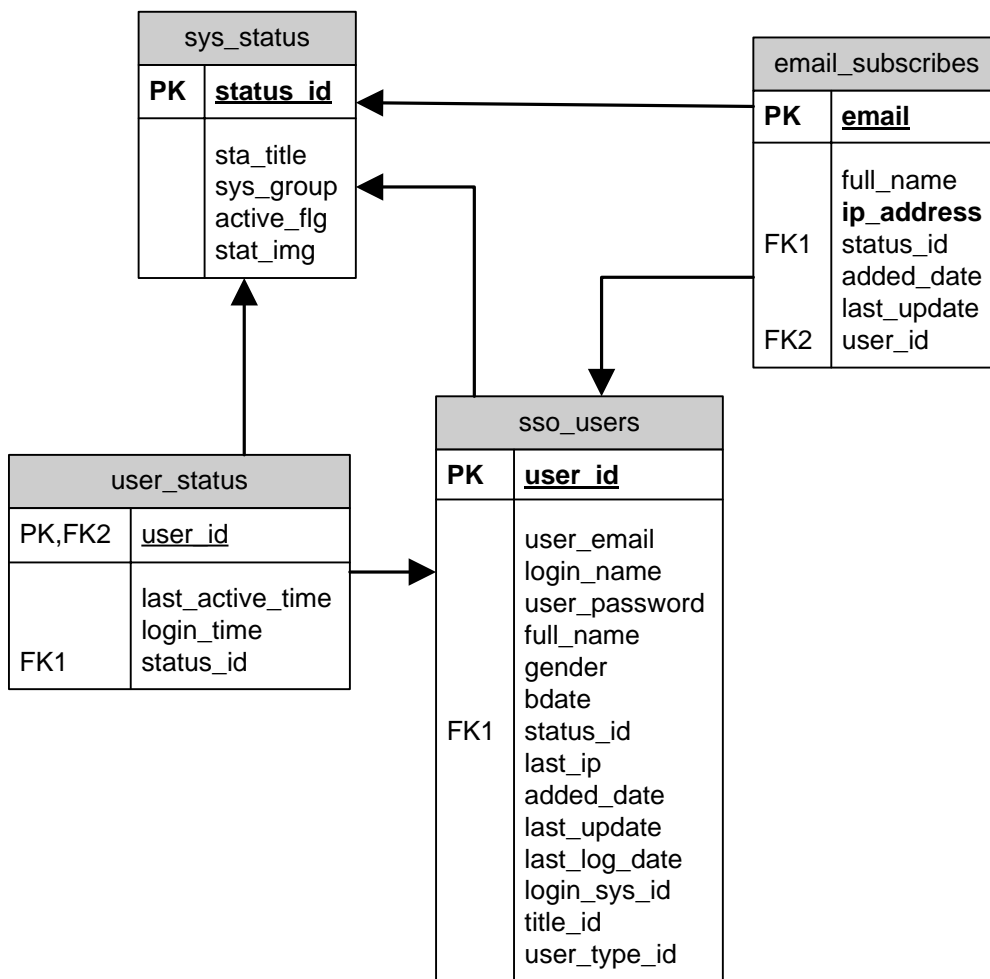 sys_status
PK status_id
sta_title
sys_group
active_flg
stat_img
email_subscribes
PK email
full_name
ip_address
FK1 status_id
added_date
last_update
FK2 user_id
user_status
PK,FK2 user_id
last_active_time
login_time
FK1 status_id
sso_users
PK user_id
user_email
login_name
user_password
full_name
gender
bdate
FK1 status_id
last_ip
added_date
last_update
last_log_date
login_sys_id
title_id
user_type_id